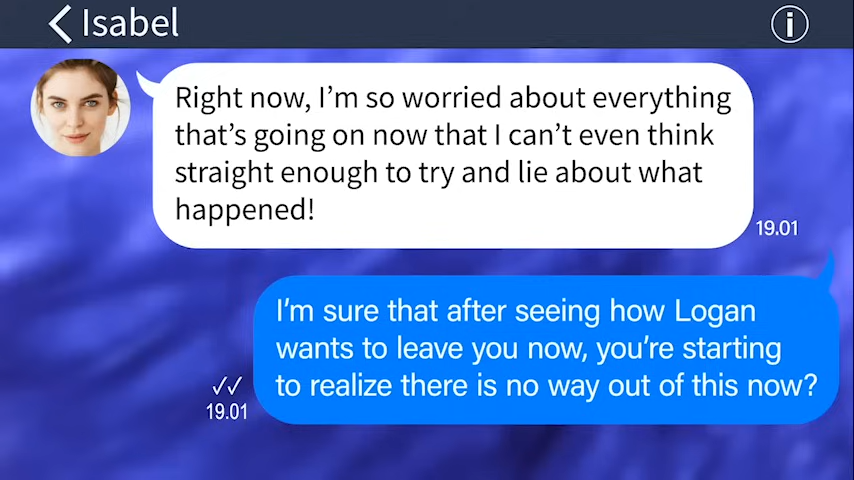 Isabel
Right now, I'm so worried about everything
that's going on now that I can't even think
straight enough to try and lie about what
happened!
19.01
I'm sure that after seeing how Logan
wants to leave you now, you're starting
to realize there is no way out of this now?
19.01